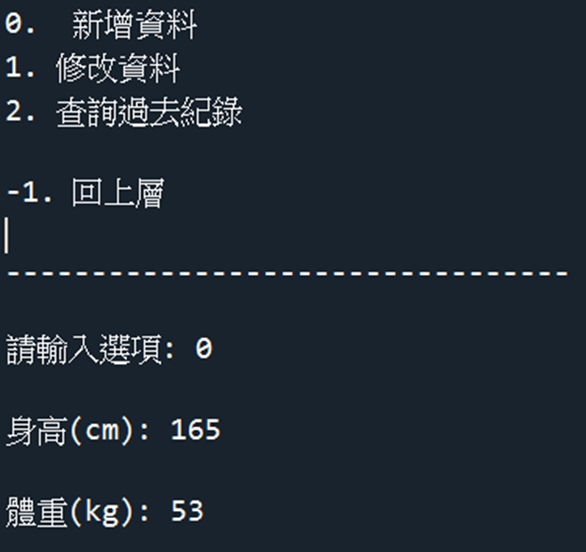 0.  新增資料
1. 修改資料
2. 查詢過去紀錄
-1. 回上層
---------------------------------
請輸入選項: 0
身高(cm): 165
體重(kg): 53